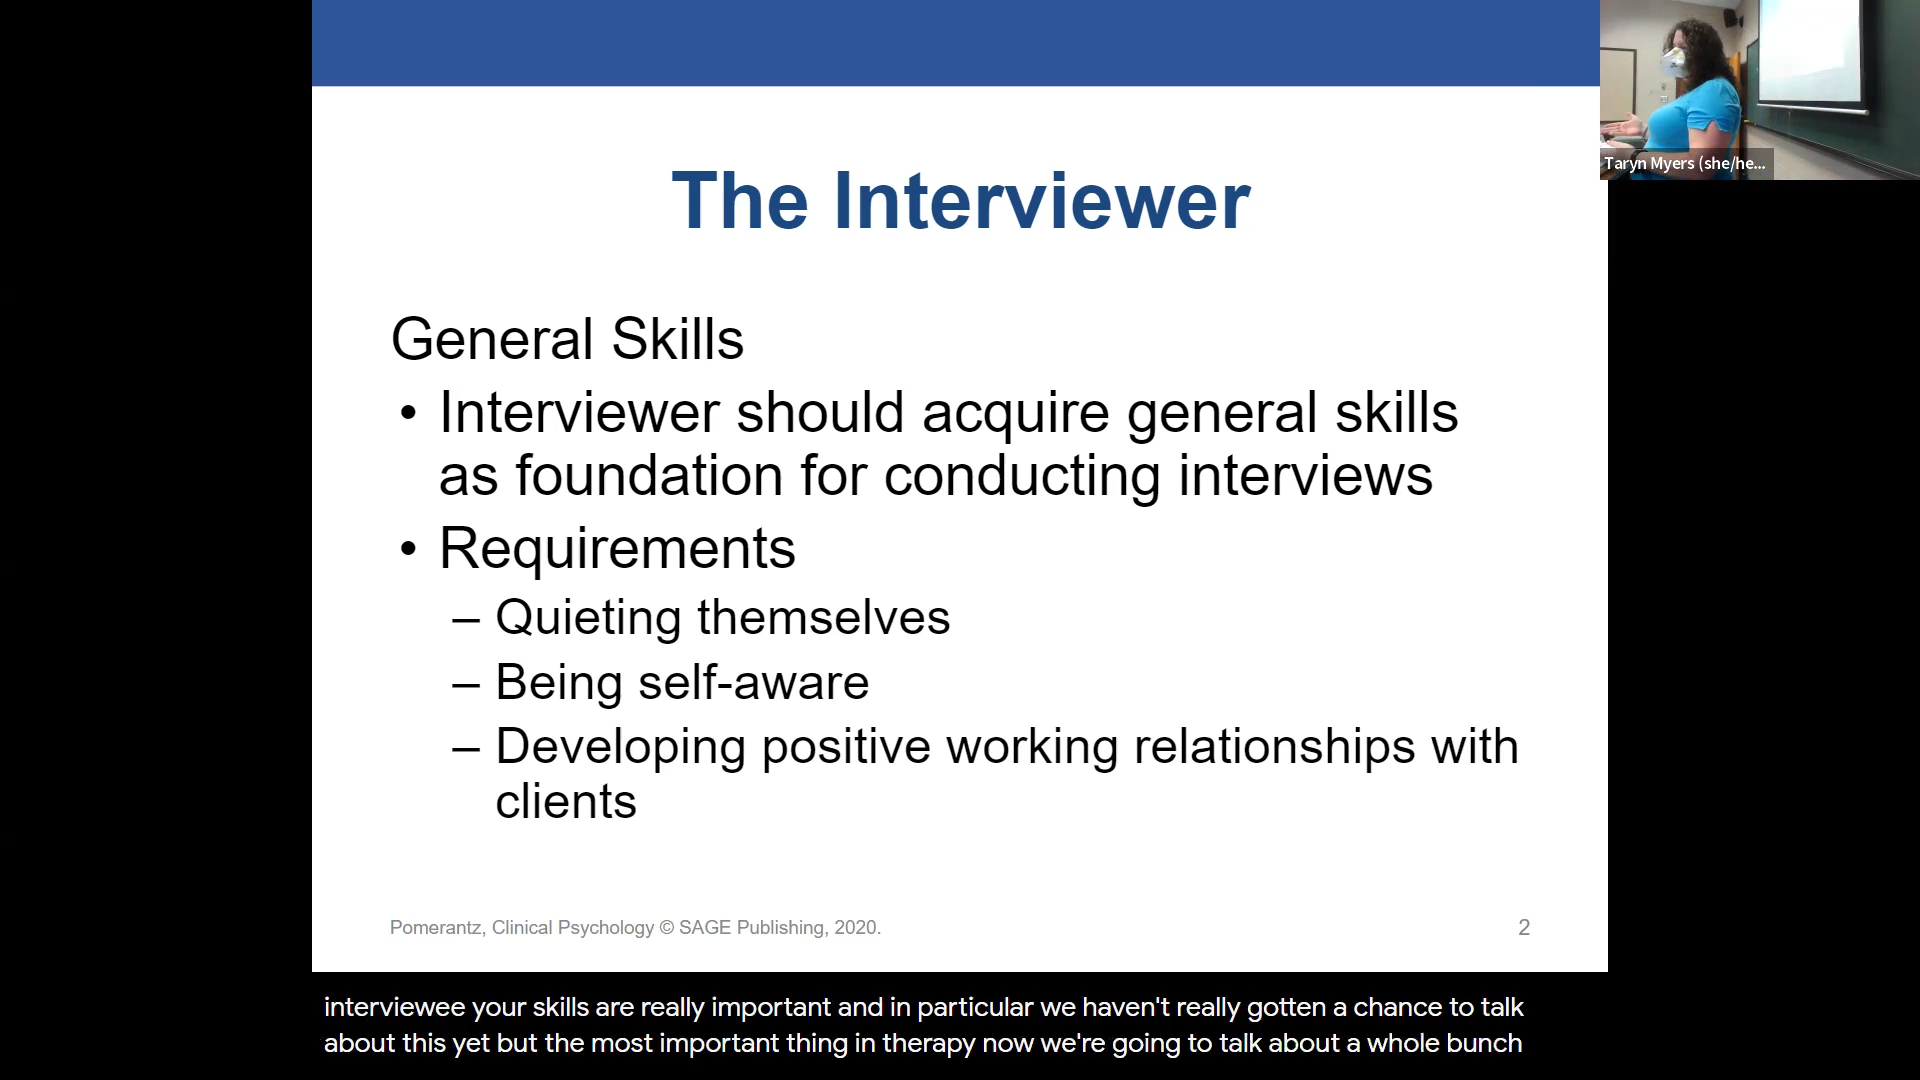 The Interviewer
General Skills
• Interviewer should acquire general skills
as foundation for conducting interviews
• Requirements
– Quieting themselves
– Being self-aware
– Developing positive working relationships with
clients
Pomerantz, Clinical Psychology © SAGE Publishing, 2020.
2
Taryn Myers (she/he...
interviewee your skills are really important and in particular we haven't really gotten a chance to talk
about this yet but the most important thing in therapy now we're going to talk about a whole bunch